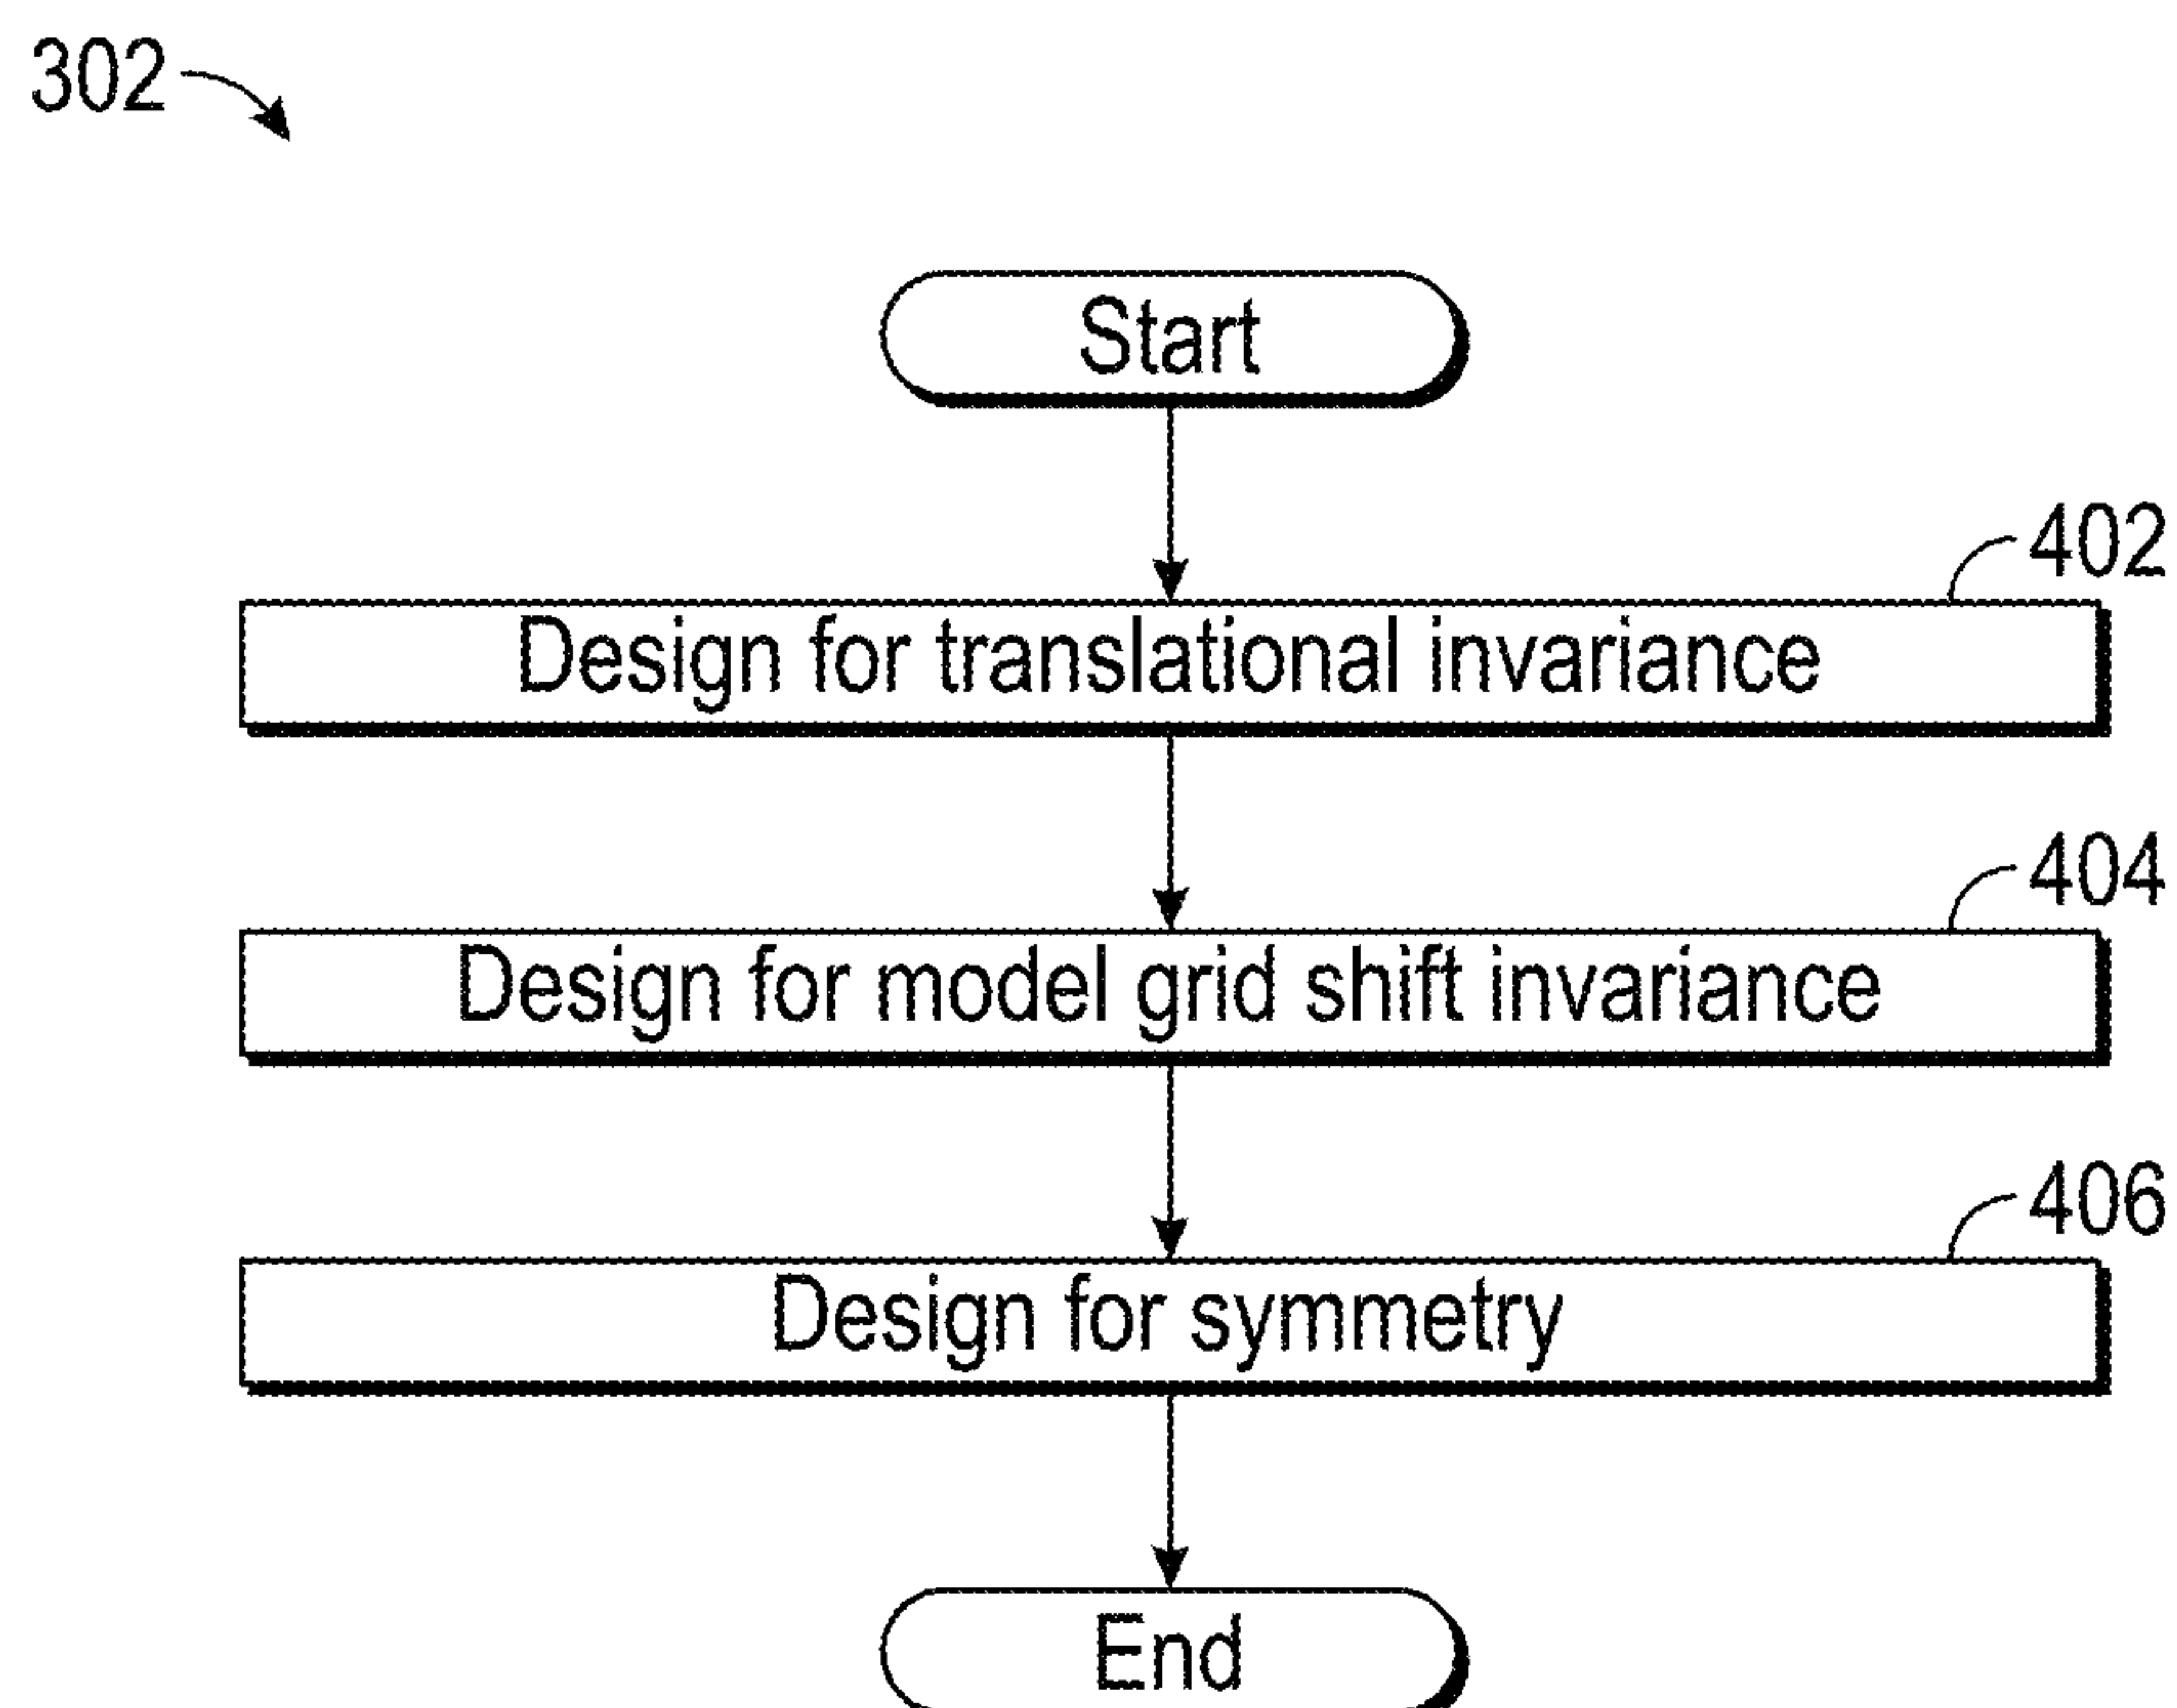 302
Start
402
Design for translational invariance
404
Design for model grid shift invariance
406
Design for symmetry
End